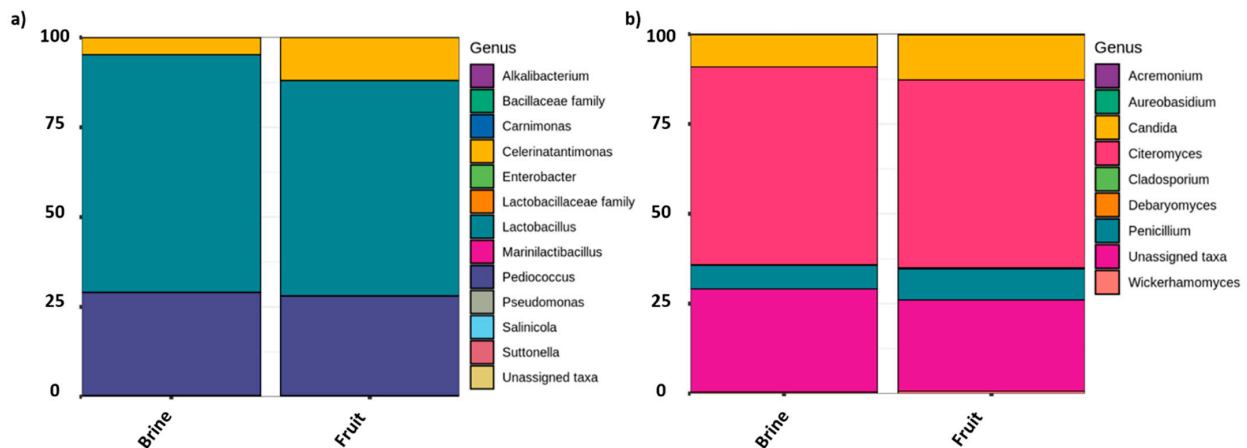 a)
100
75
50
25
0
Brine
Fruit
Genus
Alkalibacterium
Bacillaceae family
Carnimonas
Celerinatantimonas
Enterobacter
Lactobacillaceae family
Lactobacillus
Marinilactibacillus
Pediococcus
Pseudomonas
Salinicola
Suttonella
Unassigned taxa
b)
100
75
50
25
0
Brine
Fruit
Genus
Acremonium
Aureobasidium
Candida
Citeromyces
Cladosporium
Debaryomyces
Penicillium
Unassigned taxa
Wickerhamomyces